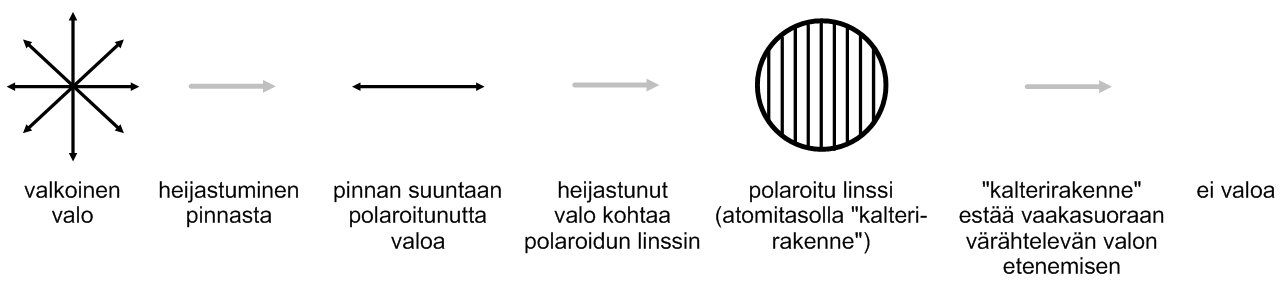 valkoinen
valo
heijastuminen
pinnasta
pinnan suuntaan
polaroitunutta
valoa
heijastunut
valo kohtaa
polaroidun linssin
polaroitu linssi
(atomitasolla "kalteri-
rakenne")
"kalterirakenne"
estää vaakasuoraan
värähtelevän valon
etenemisen
ei valoa